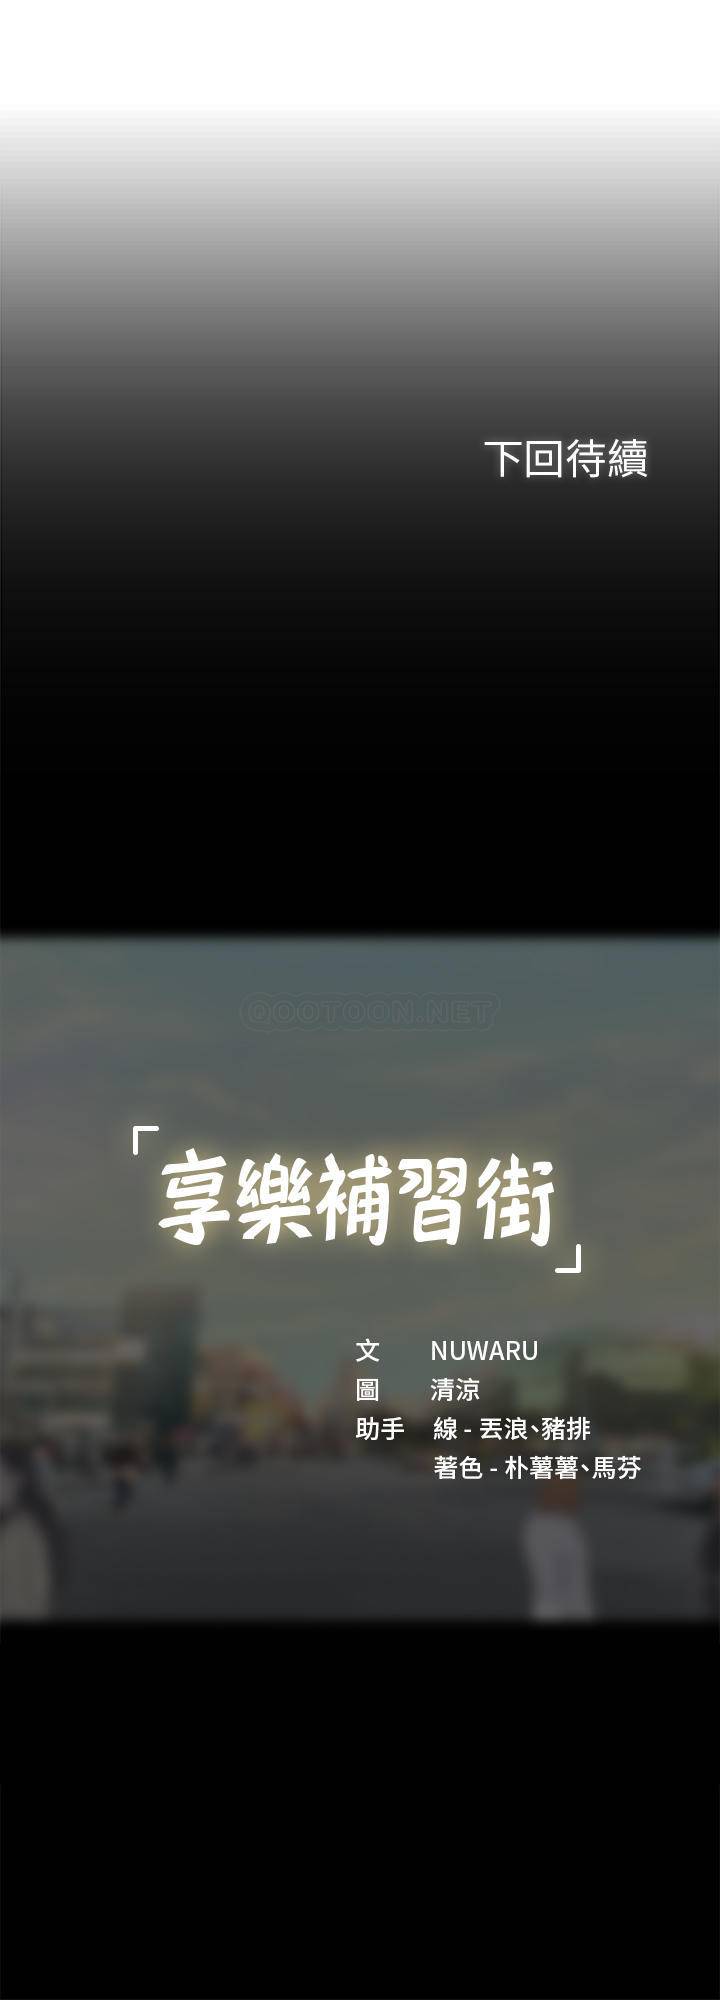 下回待續
QOOTOON.NET
「享樂補習街」
文 NUWARU
圖 清涼
助手 線 - 丟浪、豬排
著色 - 朴薯薯、馬芬